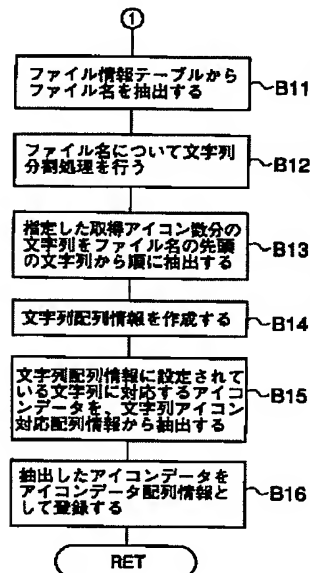 ①
ファイル情報テーブルから
ファイル名を抽出する
B11
ファイル名について文字列
分割処理を行う
B12
指定した取得アイコン数分の
文字列をファイル名の先頭
の文字列から順に抽出する
B13
文字列配列情報を作成する
B14
文字列配列情報に設定されて
いる文字列に対応するアイコ
ンデータを、文字列アイコン
対応配列情報から抽出する
B15
抽出したアイコンデータを
アイコンデータ配列情報と
して登録する
B16
RET